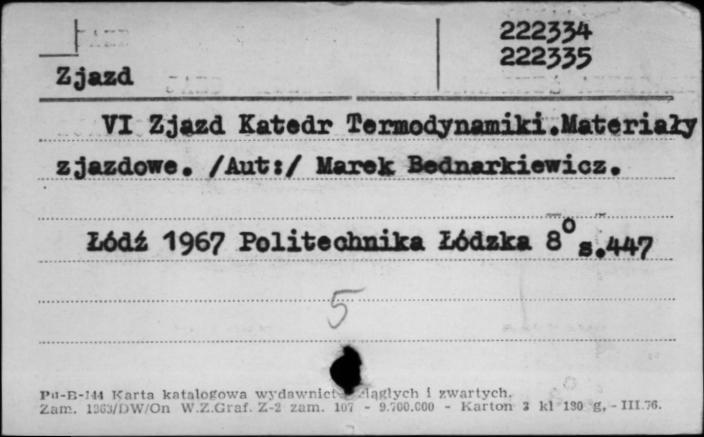 222334
222335
Zjazd
VI Zjazd Katedr Termodynamiki.Materiały
zjazdowe. /Aut:/ Marek Bednarkiewicz.
Łódź 1967 Politechnika Łódzka 8° s.447
5
Pu-B-144 Karta katalogowa wydawnict ciągłych i zwartych.
Zam. 1363/DW/On W.Z.Graf. Z-2 zam. 107 - 9.700.000 - Karton 3 kl 180 g, - III.76.